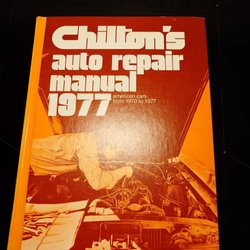 Chilton's
auto repair
manual
1977
american cars
from 1970 to 1977